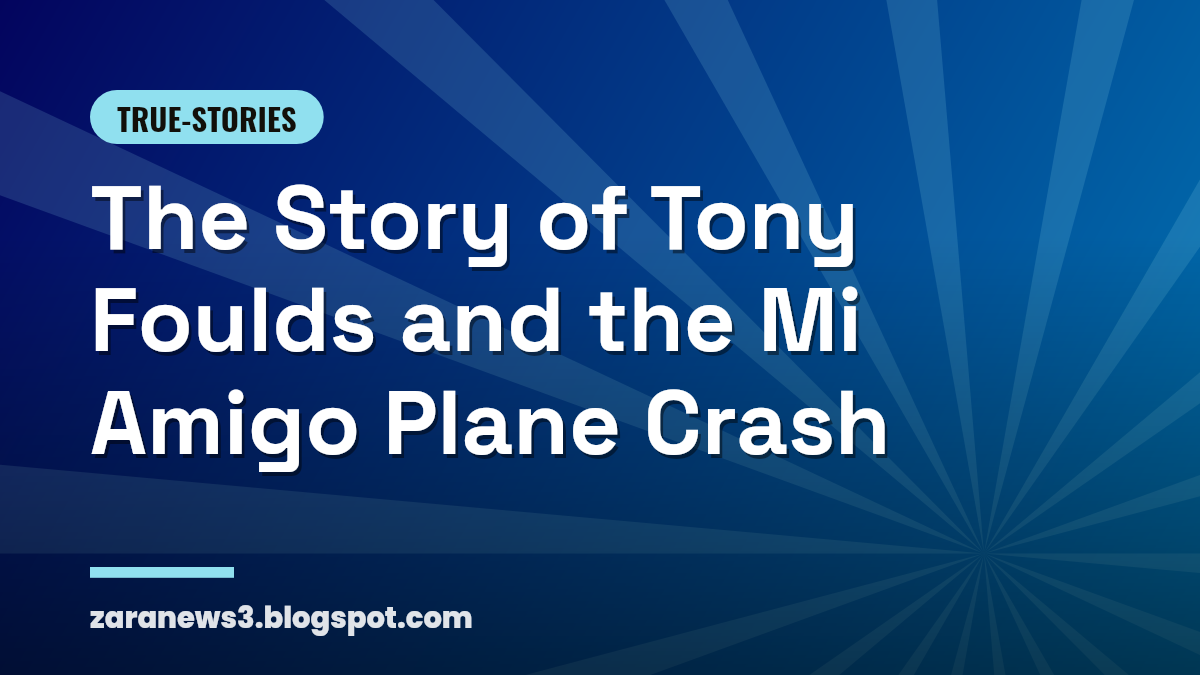 TRUE-STORIES
The Story of Tony
Foulds and the Mi
Amigo Plane Crash
zaranews3.blogspot.com